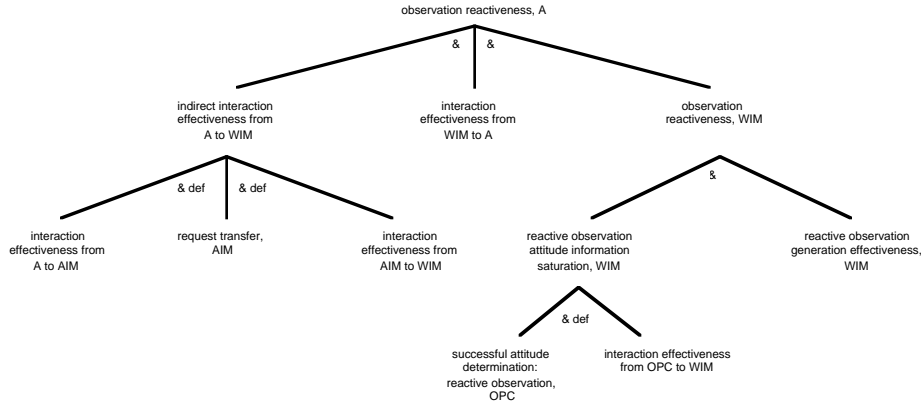 observation reactiveness, A
& &
indirect interaction
effectiveness from
A to WIM
interaction
effectiveness from
WIM to A
observation
reactiveness, WIM
& def & def
&
interaction
effectiveness from
A to AIM
request transfer,
AIM
interaction
effectiveness from
AIM to WIM
reactive observation
attitude information
saturation, WIM
reactive observation
generation effectiveness,
WIM
& def
successful attitude
determination:
reactive observation,
OPC
interaction effectiveness
from OPC to WIM